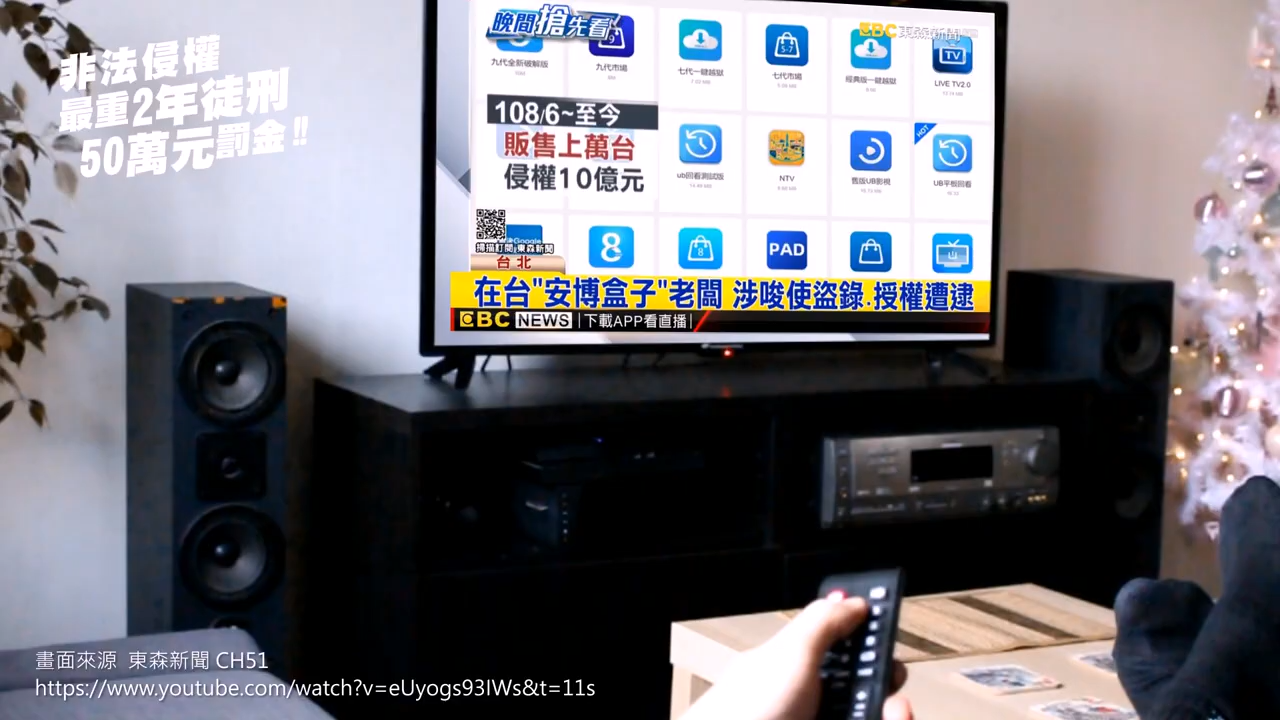 非法侵權
最重2年徒刑
50萬元罰金!!
晚間搶先看
EBC東森新聞
九代全新破解版
九代市場
七代一鍵越獄
七代市場
經典版一鍵越獄
LIVE TV2.0
108/6~至今
販售上萬台
侵權10億元
ub回看測試版
NTV
舊版UB影視
HOT
UB平板回看
掃描訂閱 東森新聞
台北
8
PAD
在台"安博盒子"老闆 涉唆使盜錄.授權遭逮
EBC NEWS 下載APP看直播
畫面來源 東森新聞 CH51
https://www.youtube.com/watch?v=eUyogs93IWs&t=11s